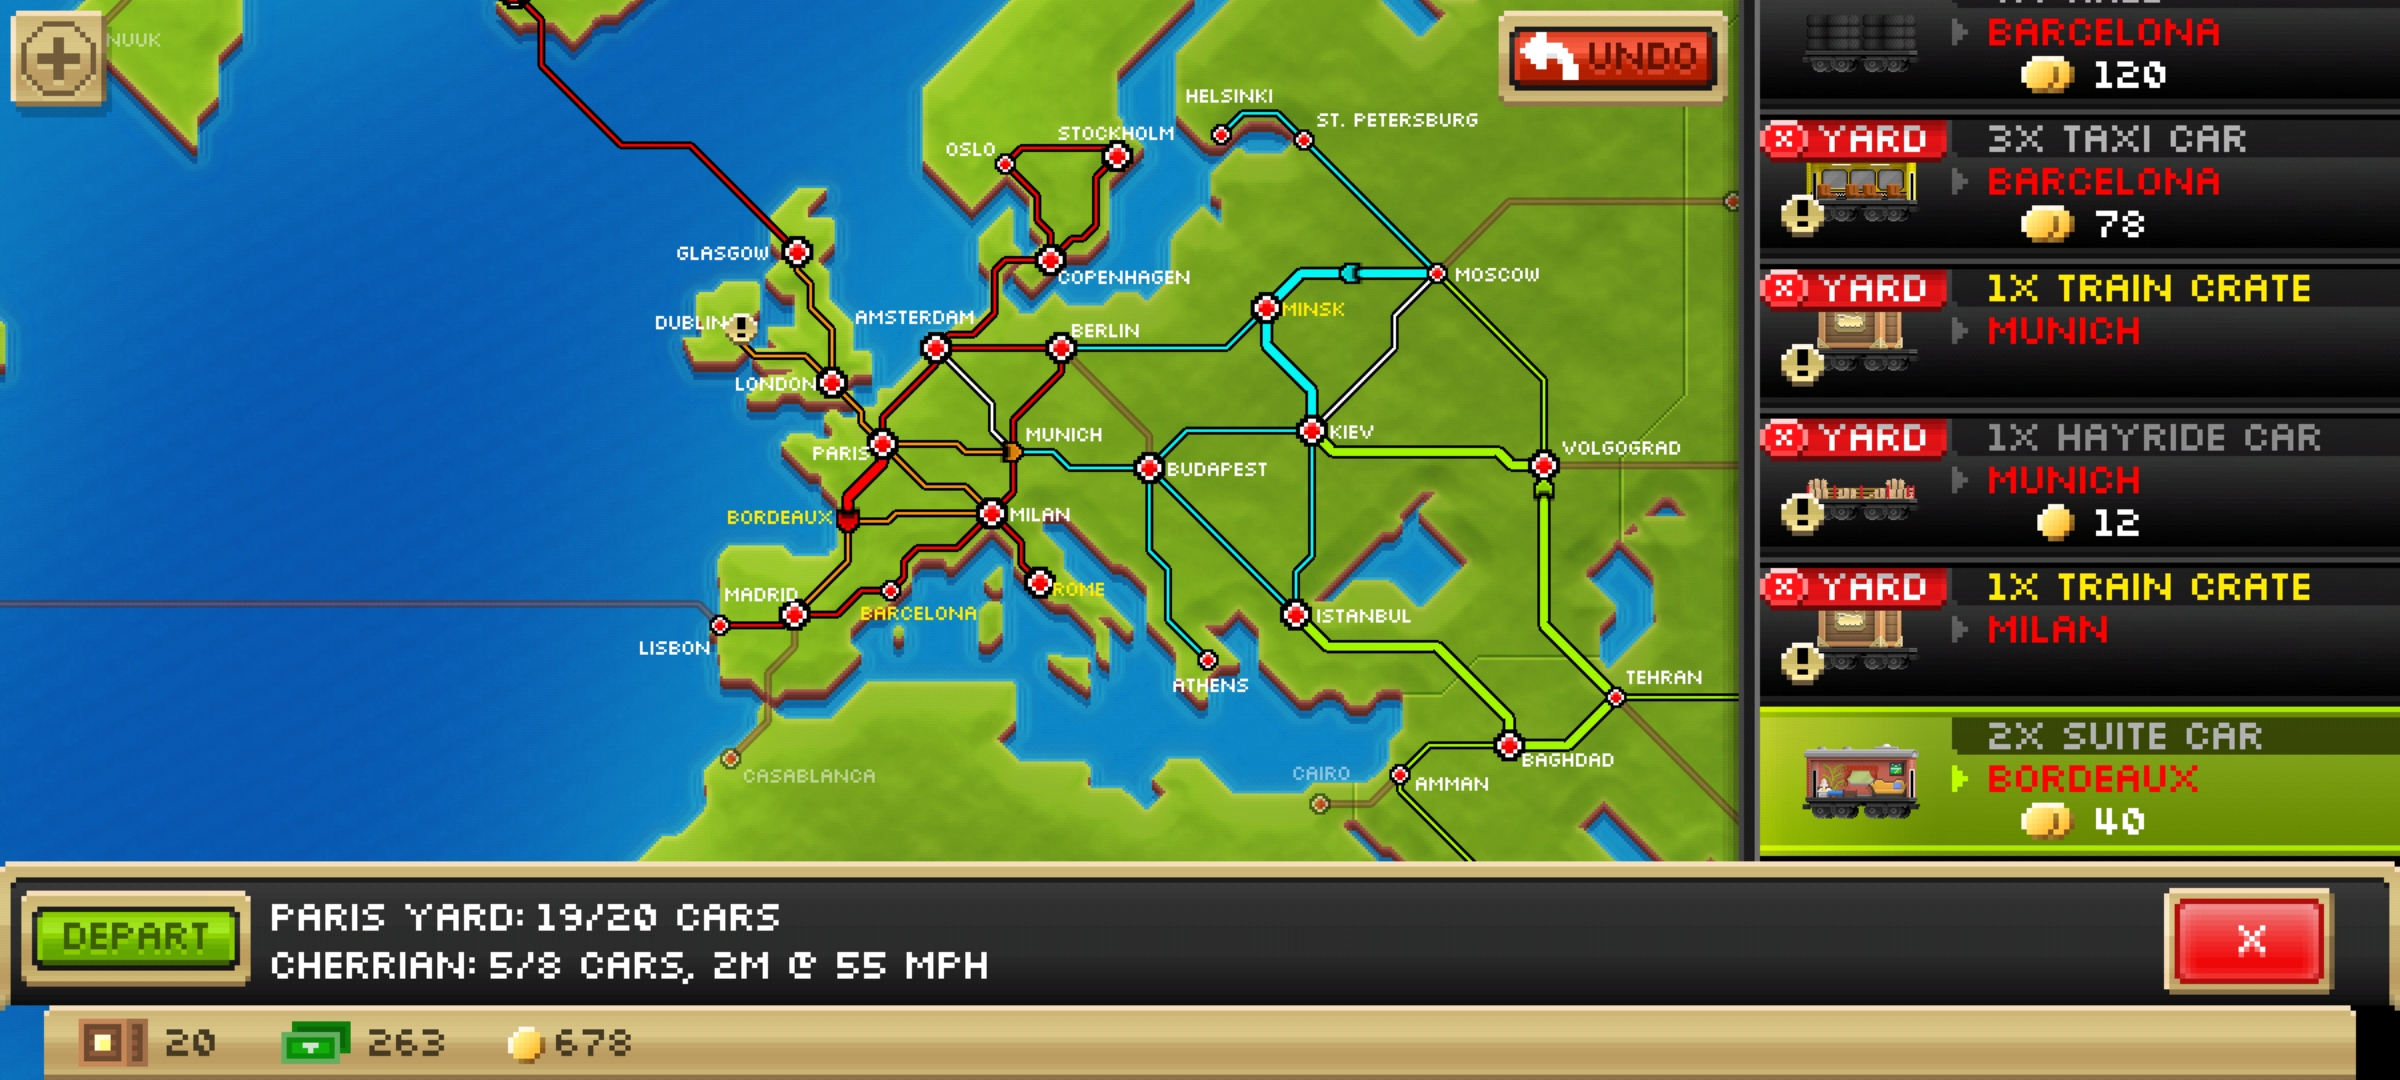 NUUK
UNDO
HELSINKI
ST. PETERSBURG
STOCKHOLM
OSLO
GLASGOW
COPENHAGEN
MOSCOW
MINSK
DUBLIN
AMSTERDAM
BERLIN
LONDON
MUNICH
KIEV
PARIS
VOLGOGRAD
BUDAPEST
BORDEAUX
MILAN
MADRID
ROME
BARCELONA
ISTANBUL
LISBON
ATHENS
TEHRAN
BAGHDAD
CASABLANCA
CAIRO
AMMAN
BARCELONA
120
YARD
3X TAXI CAR
BARCELONA
78
YARD
1X TRAIN CRATE
MUNICH
YARD
1X HAYRIDE CAR
MUNICH
12
YARD
1X TRAIN CRATE
MILAN
2X SUITE CAR
BORDEAUX
40
DEPART
PARIS YARD: 19/20 CARS
CHERRIAN: 5/8 CARS, 2M @ 55 MPH
X
20
263
678